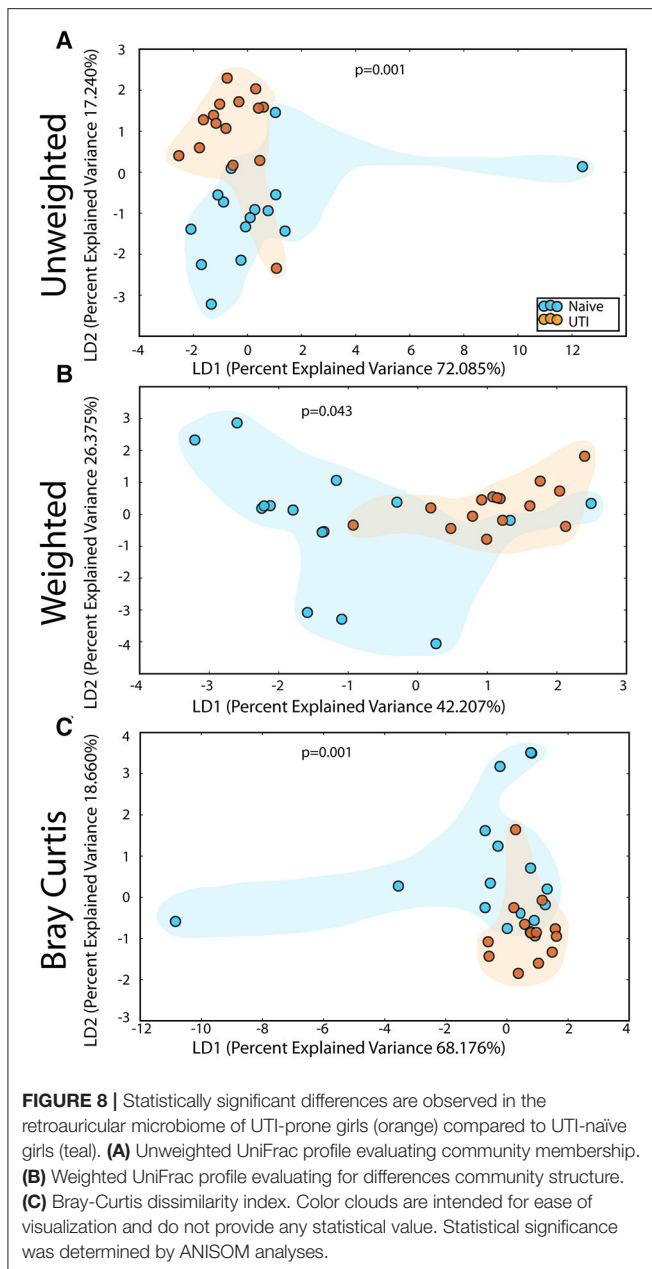 A
Unweighted
LD2 (Percent Explained Variance 17.240%)
3
2
1
0
-1
-2
-3
p=0.001
Naive
UTI
-4
-2
0
2
4
6
8
10
12
14
LD1 (Percent Explained Variance 72.085%)
B
Weighted
LD2 (Percent Explained Variance 26.375%)
3
2
1
0
-1
-2
-3
-4
p=0.043
-4
-3
-2
-1
0
1
2
3
LD1 (Percent Explained Variance 42.207%)
C
Bray Curtis
LD2 (Percent Explained Variance 18.660%)
4
3
2
1
0
-1
-2
-3
p=0.001
-12
-10
-8
-6
-4
-2
0
2
4
LD1 (Percent Explained Variance 68.176%)
FIGURE 8 | Statistically significant differences are observed in the
retroauricular microbiome of UTI-prone girls (orange) compared to UTI-naïve
girls (teal). (A) Unweighted UniFrac profile evaluating community membership.
(B) Weighted UniFrac profile evaluating for differences community structure.
(C) Bray-Curtis dissimilarity index. Color clouds are intended for ease of
visualization and do not provide any statistical value. Statistical significance
was determined by ANISOM analyses.